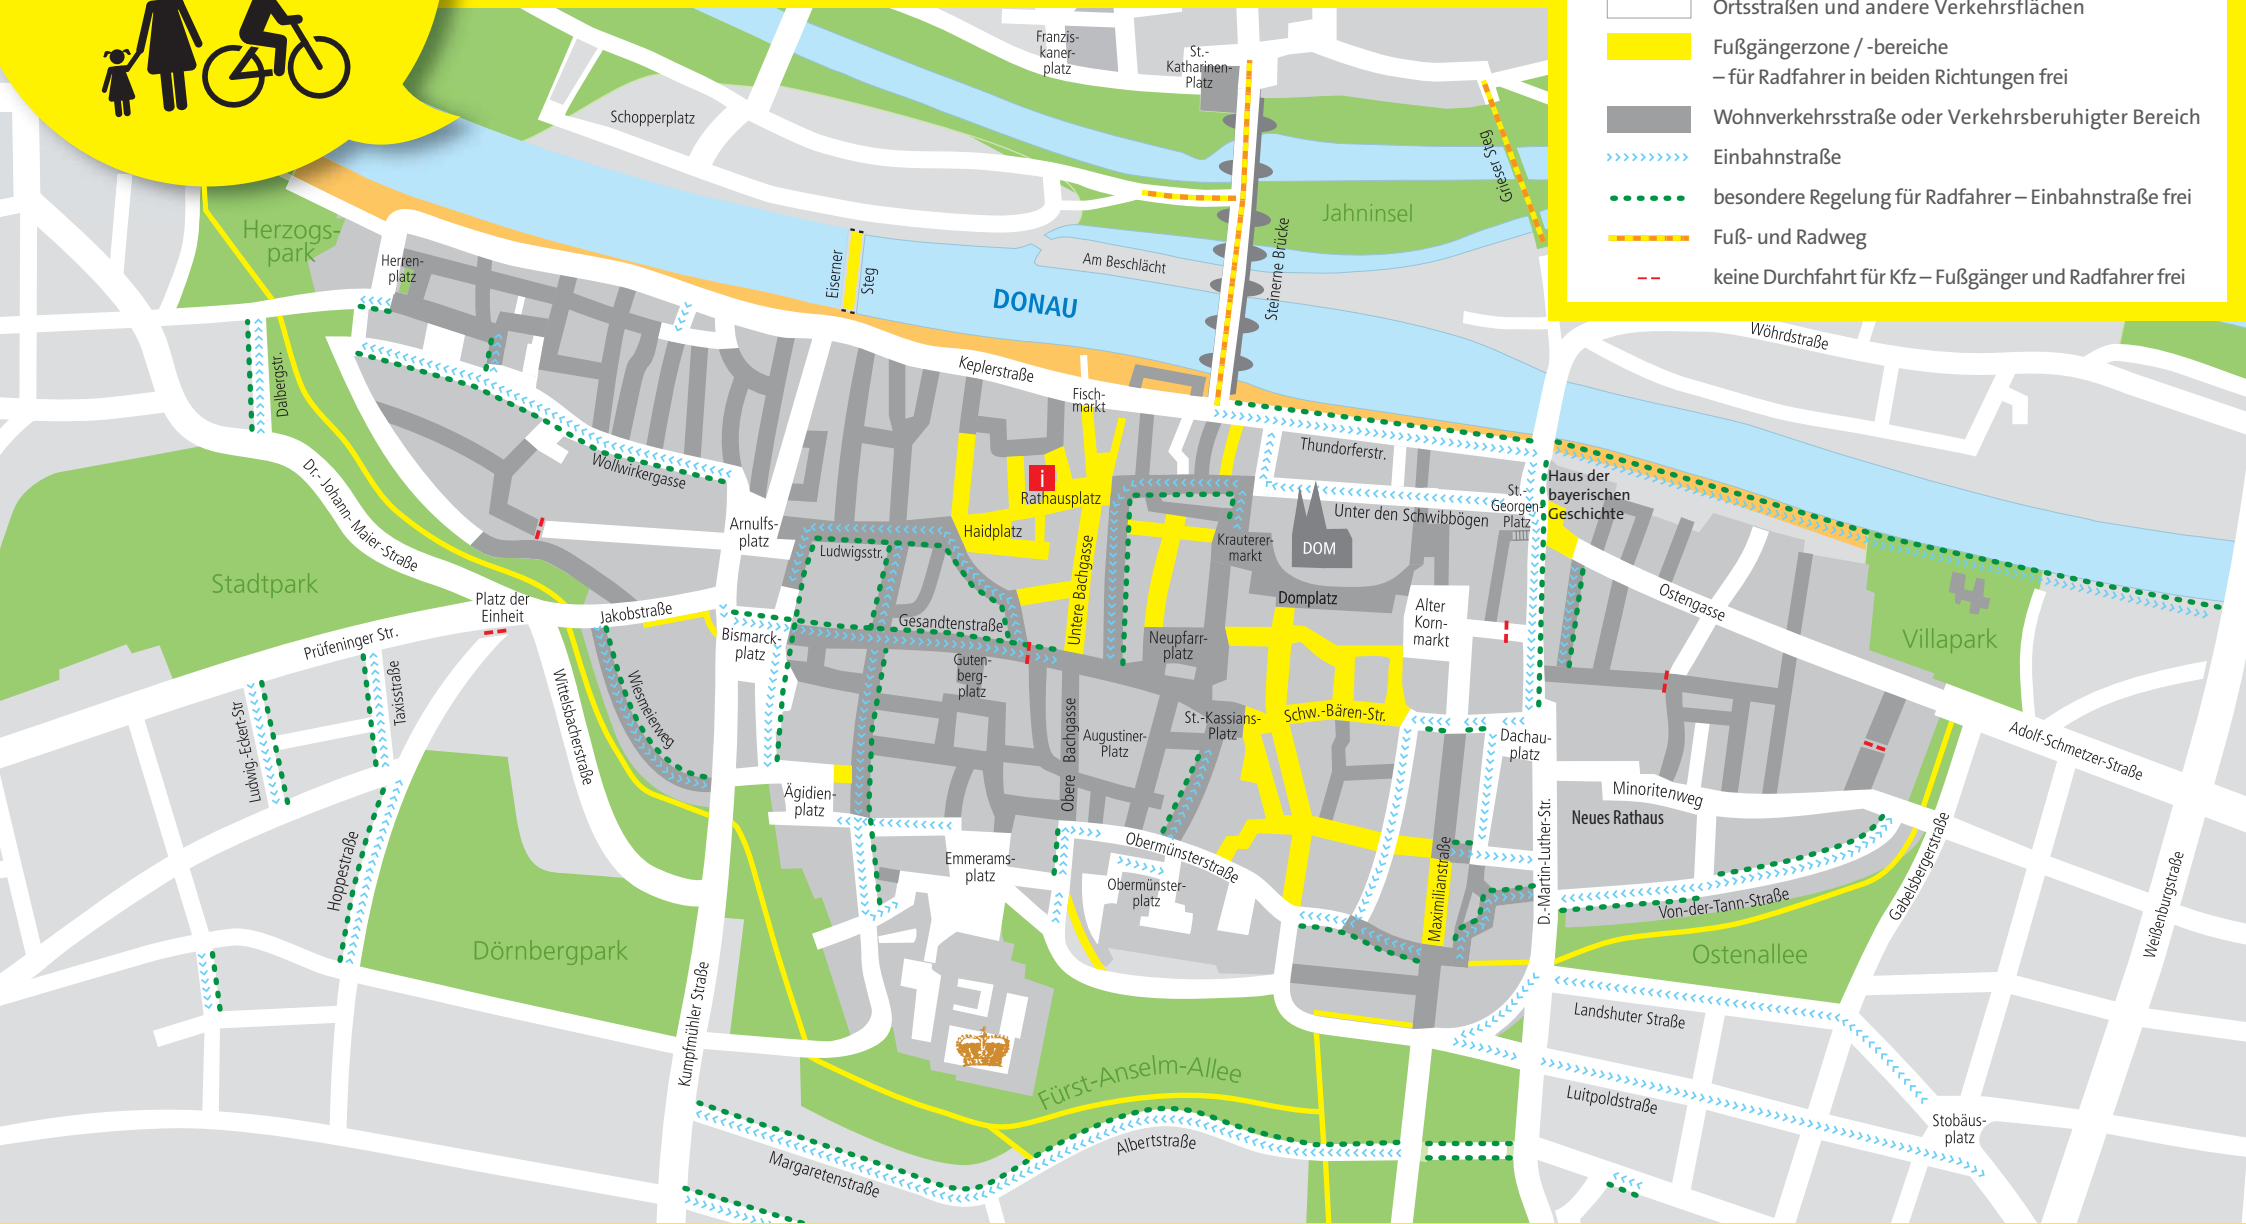 Ortsstraßen und andere Verkehrsflächen
Fußgängerzone / -bereiche
– für Radfahrer in beiden Richtungen frei
Wohnverkehrsstraße oder Verkehrsberuhigter Bereich
Einbahnstraße
besondere Regelung für Radfahrer – Einbahnstraße frei
Fuß- und Radweg
keine Durchfahrt für Kfz – Fußgänger und Radfahrer frei
Franzis-
kaner-
platz
St.-
Katharinen-
Platz
Schopperplatz
Grieser Steg
Jahninsel
Herzogs-
park
Herren-
platz
Eiserner
Steg
Am Beschlächt
Steinerne Brücke
DONAU
Wöhrdstraße
Keplerstraße
Fisch-
markt
Dalbergstr.
Thundorferstr.
Wollwirkergasse
i
Rathausplatz
Haidplatz
Haus der
bayerischen
Geschichte
St.-
Georgen-
Platz
Unter den Schwibbögen
Dr.- Johann- Maier -Straße
Arnulfs-
platz
Ludwigsstr.
Krauterer-
markt
DOM
Stadtpark
Untere Bachgasse
Domplatz
Alter
Korn-
markt
Ostengasse
Villapark
Platz der
Einheit
Jakobstraße
Prüfeninger Str.
Bismarck-
platz
Gesandtenstraße
Neupfarr-
platz
Guten-
berg-
platz
Taxisstraße
Wittelsbacherstraße
Wiesmeierweg
Ludwig.-Eckert-Str
Obere Bachgasse
Augustiner-
Platz
St.-Kassians-
Platz
Schw.-Bären-Str.
Dachau-
platz
Adolf-Schmetzer-Straße
Ägidien-
platz
Minoritenweg
Neues Rathaus
Hoppestraße
Emmerams-
platz
Obermünsterstraße
Obermünster-
platz
Maximilianstraße
D.-Martin-Luther-Str.
Von-der-Tann-Straße
Gabelsbergerstraße
Weißenburgstraße
Dörnbergpark
Ostenallee
Kumpfmühler Straße
Landshuter Straße
Fürst-Anselm-Allee
Luitpoldstraße
Stobäus-
platz
Albertstraße
Margaretenstraße